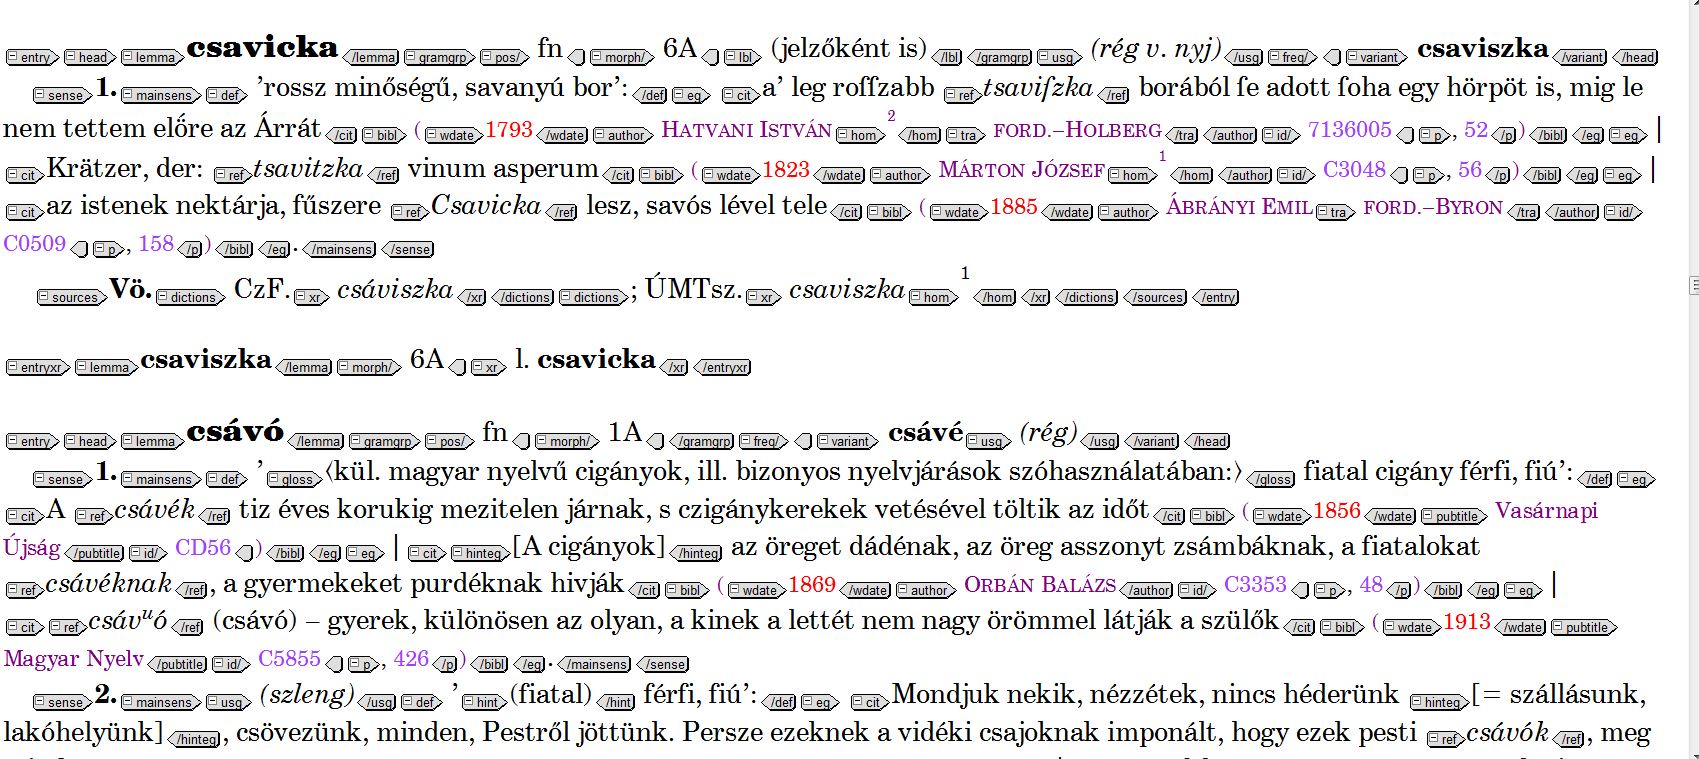 entry head lemma csavicka /lemma gramgrp pos/ fn morph/ 6A lbl (jelzőként is) /lbl /gramgrp usg (rég v. nyj) /usg freq/ variant csaviszka /variant /head
sense 1. mainsens def ’rossz minőségű, savanyú bor’: /def eg cit a’ leg roſſzabb ref tsaviſzka /ref borából ſe adott ſoha egy hörpöt is, mig le
nem tettem elő́re az Árrát /cit bibl ( wdate 1793 /wdate author HATVANI ISTVÁN hom 2 /hom tra FORD.–HOLBERG /tra /author id/ 7136005 p , 52 /p ) /bibl /eg eg |
cit Krätzer, der: ref tsavitzka /ref vinum asperum /cit bibl ( wdate 1823 /wdate author MÁRTON JÓZSEF hom 1 /hom /author id/ C3048 p , 56 /p ) /bibl /eg eg |
cit az istenek nektárja, fűszere ref Csavicka /ref lesz, savós lével tele /cit bibl ( wdate 1885 /wdate author ÁBRÁNYI EMIL tra FORD.–BYRON /tra /author id/
C0509 p , 158 /p ) /bibl /eg . /mainsens /sense
sources Vö. dictions CzF. xr csáviszka /xr /dictions dictions ; ÚMTsz. xr csaviszka hom 1 /hom /xr /dictions /sources /entry
entryxr lemma csaviszka /lemma morph/ 6A xr l. csavicka /xr /entryxr
entry head lemma csávó /lemma gramgrp pos/ fn morph/ 1A /gramgrp freq/ variant csávé usg (rég) /usg /variant /head
sense 1. mainsens def ’ gloss 〈kül. magyar nyelvű cigányok, ill. bizonyos nyelvjárások szóhasználatában:〉 /gloss fiatal cigány férfi, fiú’: /def eg
cit A ref csávék /ref tiz éves korukig mezitelen járnak, s czigánykerekek vetésével töltik az időt /cit bibl ( wdate 1856 /wdate pubtitle Vasárnapi
Újság /pubtitle id/ CD56 ) /bibl /eg eg | cit hinteg [A cigányok] /hinteg az öreget dádénak, az öreg asszonyt zsámbáknak, a fiatalokat
ref csávéknak /ref , a gyermekeket purdéknak hivják /cit bibl ( wdate 1869 /wdate author ORBÁN BALÁZS /author id/ C3353 p , 48 /p ) /bibl /eg eg |
cit ref csávᵘó /ref (csávó) – gyerek, különösen az olyan, a kinek a lettét nem nagy örömmel látják a szülők /cit bibl ( wdate 1913 /wdate pubtitle
Magyar Nyelv /pubtitle id/ C5855 p , 426 /p ) /bibl /eg . /mainsens /sense
sense 2. mainsens usg (szleng) /usg def ’ hint (fiatal) /hint férfi, fiú’: /def eg cit Mondjuk nekik, nézzétek, nincs héderünk hinteg [= szállásunk,
lakóhelyünk] /hinteg , csövezünk, minden, Pestről jöttünk. Persze ezeknek a vidéki csajoknak imponált, hogy ezek pesti ref csávók /ref , meg